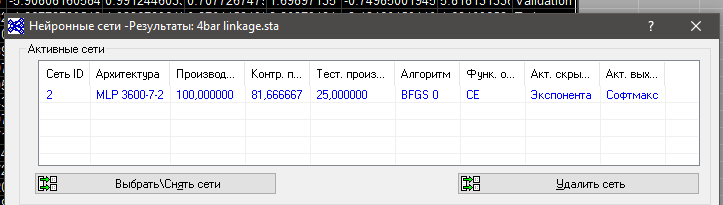 Validation
Нейронные сети -Результаты: 4bar linkage.sta
Активные сети
Сеть ID Архитектура Производ... Контр. п... Тест. произ... Алгоритм Функ. о... Акт. скры... Акт. вых...
2 MLP 3600-7-2 100,000000 81,666667 25,000000 BFGS 0 CE Экспонента Софтмакс
Выбрать\Снять сети Удалить сеть